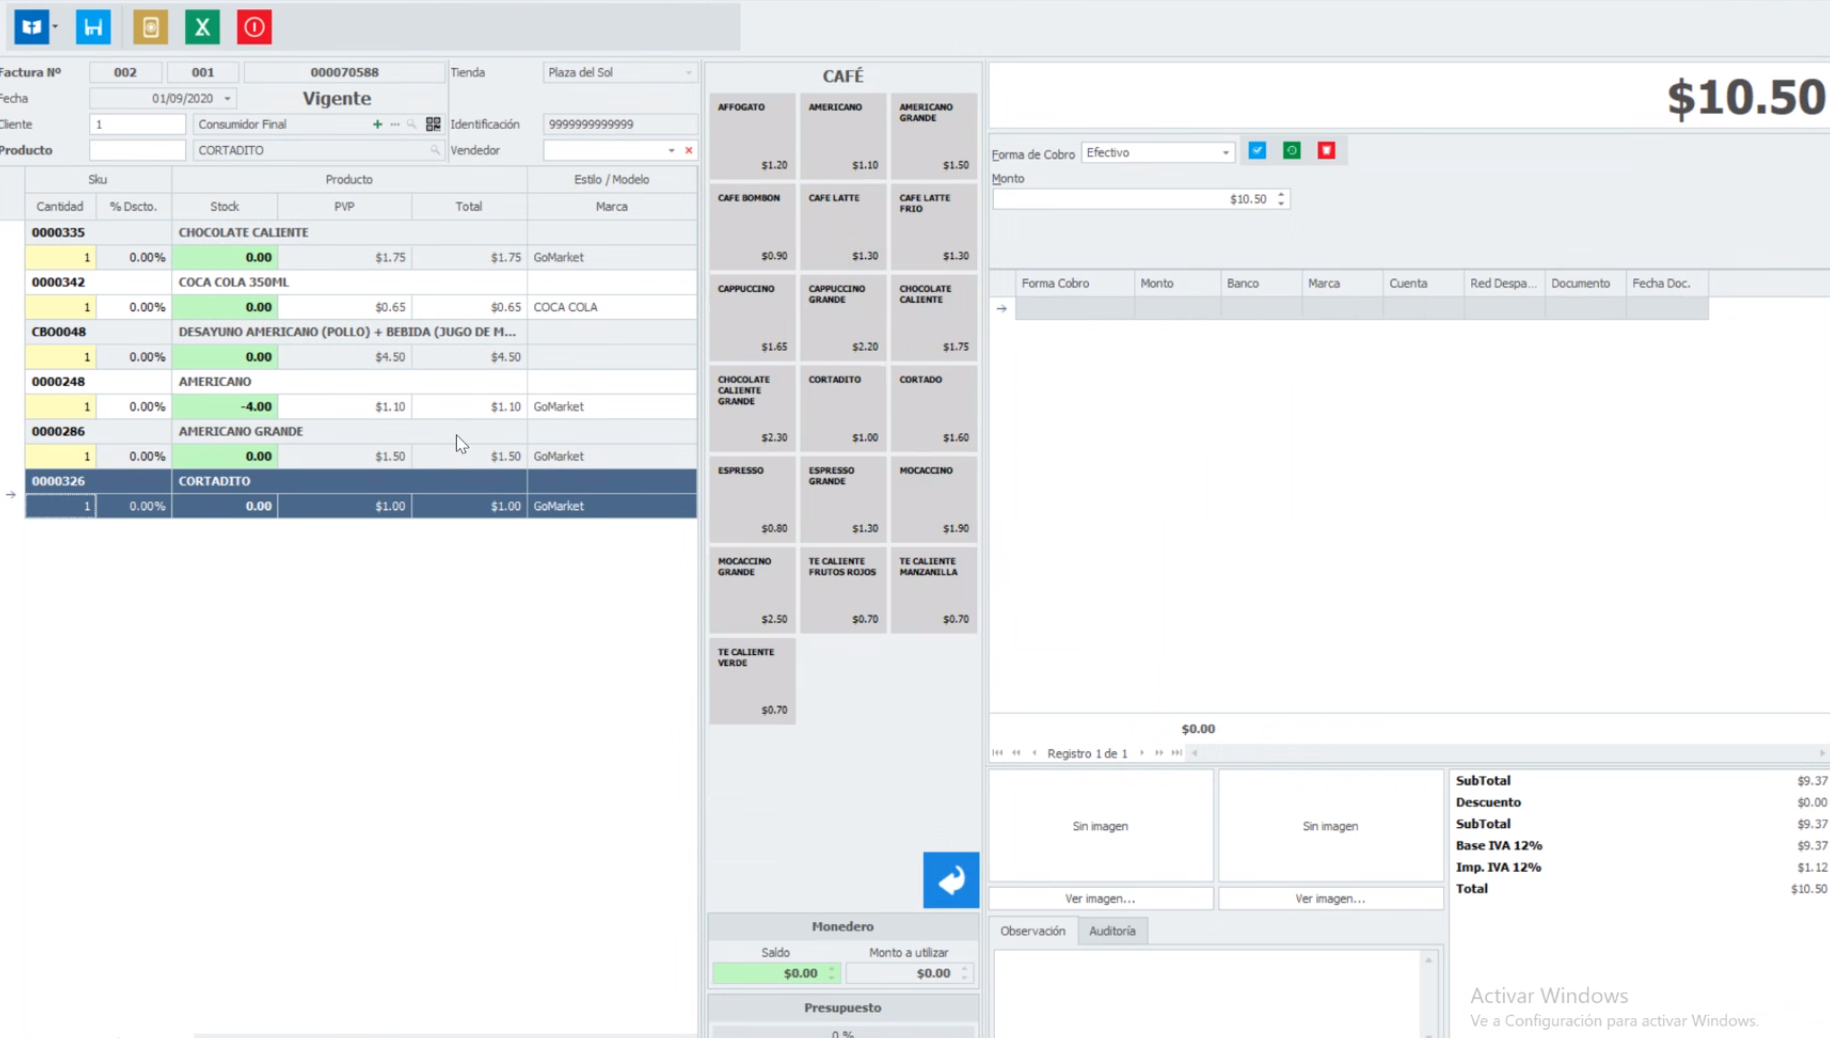 Factura Nº 002 001 000070588 Tienda Plaza del Sol
Fecha 01/09/2020 Vigente
Cliente 1 Consumidor Final Identificación 9999999999999
Producto CORTADITO Vendedor
Sku Producto Estilo / Modelo
Cantidad % Dscto. Stock PVP Total Marca
0000335 CHOCOLATE CALIENTE
1 0.00% 0.00 $1.75 $1.75 GoMarket
0000342 COCA COLA 350ML
1 0.00% 0.00 $0.65 $0.65 COCA COLA
CBO0048 DESAYUNO AMERICANO (POLLO) + BEBIDA (JUGO DE M...
1 0.00% 0.00 $4.50 $4.50
0000248 AMERICANO
1 0.00% -4.00 $1.10 $1.10 GoMarket
0000286 AMERICANO GRANDE
1 0.00% 0.00 $1.50 $1.50 GoMarket
0000326 CORTADITO
1 0.00% 0.00 $1.00 $1.00 GoMarket
CAFÉ
AFFOGATO
$1.20
AMERICANO
$1.10
AMERICANO
GRANDE
$1.50
CAFE BOMBON
$0.90
CAFE LATTE
$1.30
CAFE LATTE
FRIO
$1.30
CAPPUCCINO
$1.65
CAPPUCCINO
GRANDE
$2.20
CHOCOLATE
CALIENTE
$1.75
CHOCOLATE
CALIENTE
GRANDE
$2.30
CORTADITO
$1.00
CORTADO
$1.60
ESPRESSO
$0.80
ESPRESSO
GRANDE
$1.30
MOCACCINO
$1.90
MOCACCINO
GRANDE
$2.50
TE CALIENTE
FRUTOS ROJOS
$0.70
TE CALIENTE
MANZANILLA
$0.70
TE CALIENTE
VERDE
$0.70
Monedero
Saldo Monto a utilizar
$0.00 $0.00
Presupuesto
0 %
$10.50
Forma de Cobro Efectivo
Monto
$10.50
Forma Cobro Monto Banco Marca Cuenta Red Despa... Documento Fecha Doc.
$0.00
Registro 1 de 1
Sin imagen Sin imagen
Ver imagen... Ver imagen...
Observación Auditoría
SubTotal $9.37
Descuento $0.00
SubTotal $9.37
Base IVA 12% $9.37
Imp. IVA 12% $1.12
Total $10.50
Activar Windows
Ve a Configuración para activar Windows.